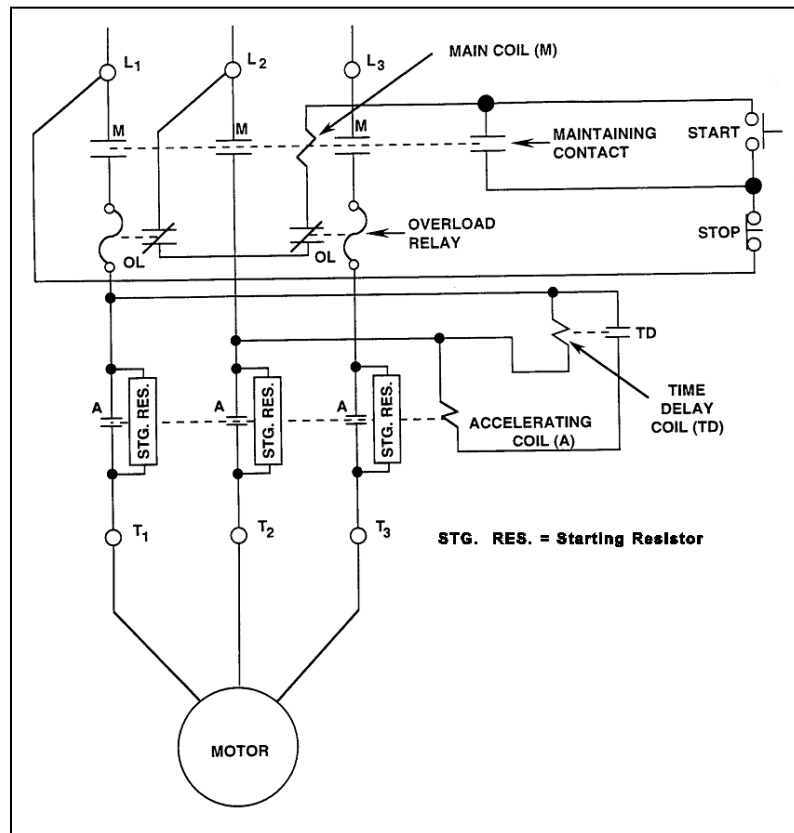 L1
L2
L3
MAIN COIL (M)
M
M
M
MAINTAINING
CONTACT
START
OVERLOAD
RELAY
STOP
OL
OL
TD
TIME
DELAY
COIL (TD)
A
STG. RES.
A
STG. RES.
A
STG. RES.
ACCELERATING
COIL (A)
T1
T2
T3
STG. RES. = Starting Resistor
MOTOR